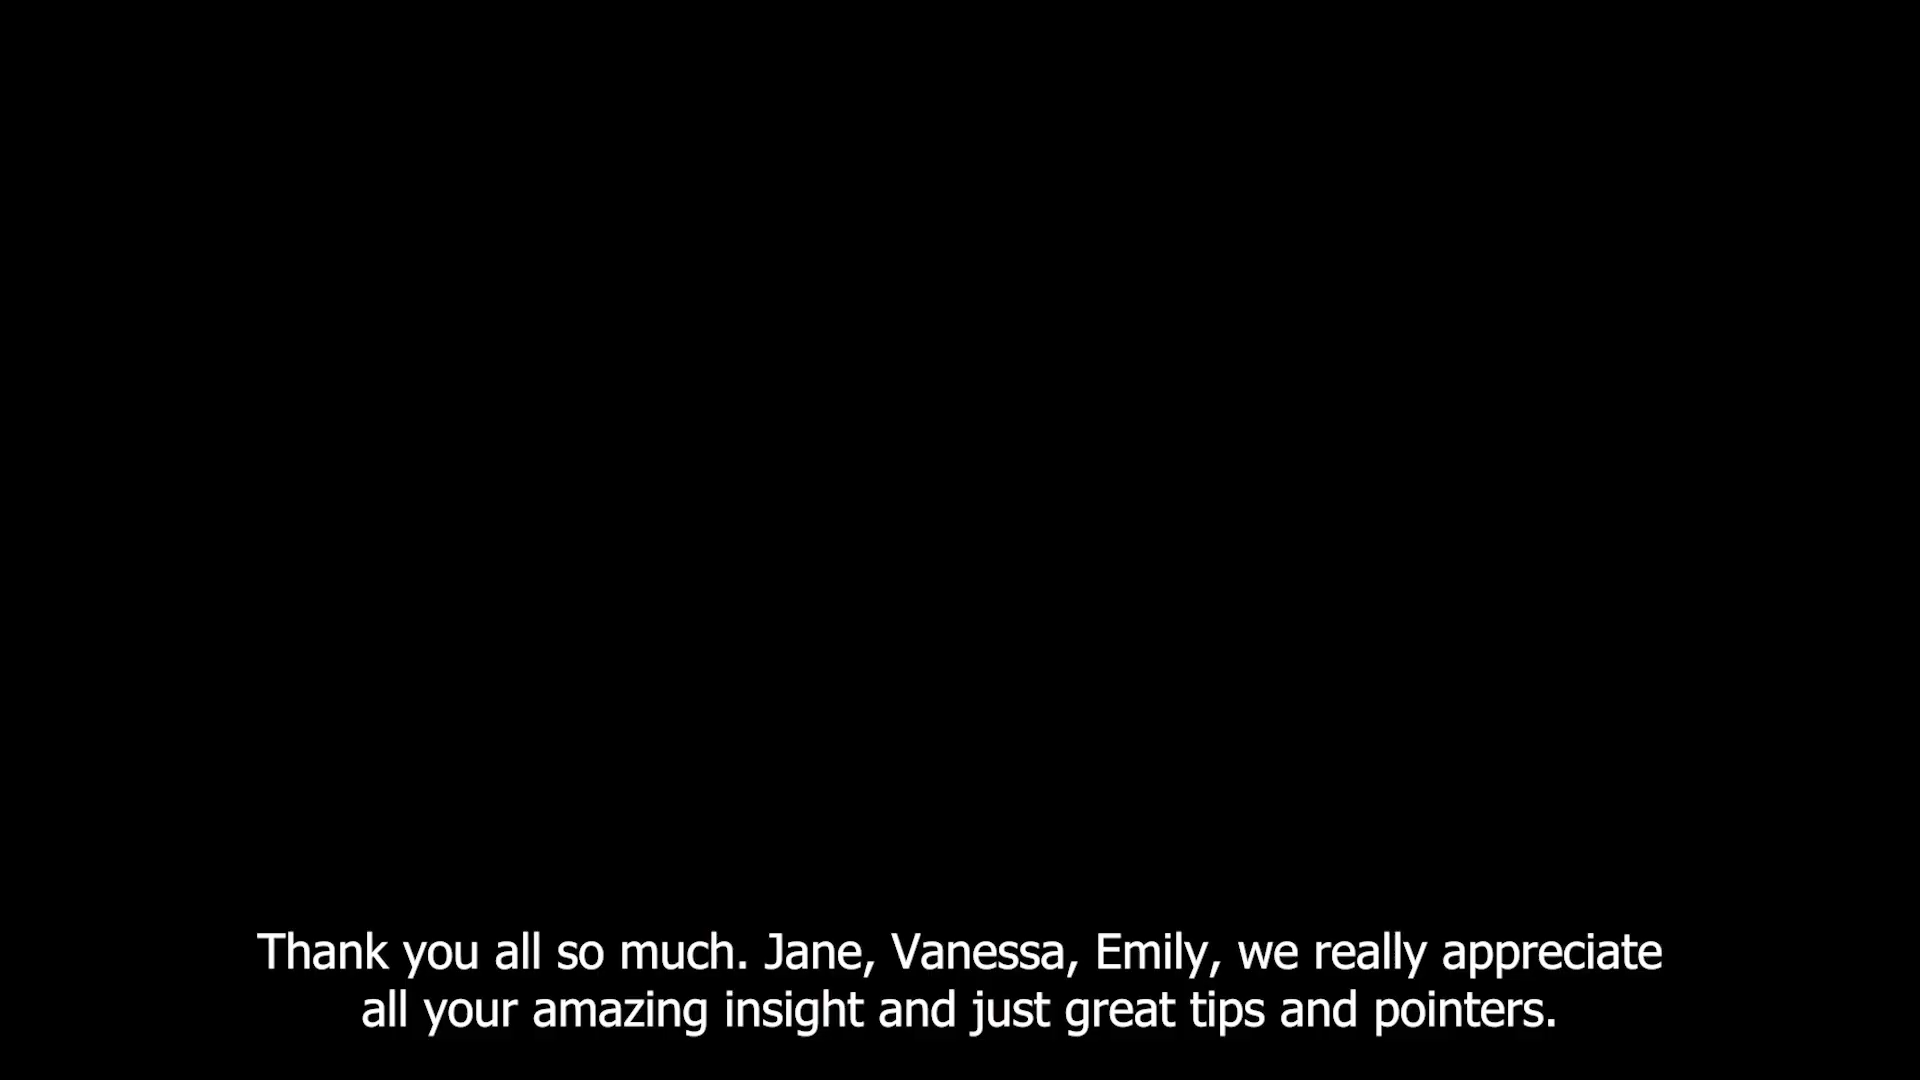 Thank you all so much. Jane, Vanessa, Emily, we really appreciate
all your amazing insight and just great tips and pointers.